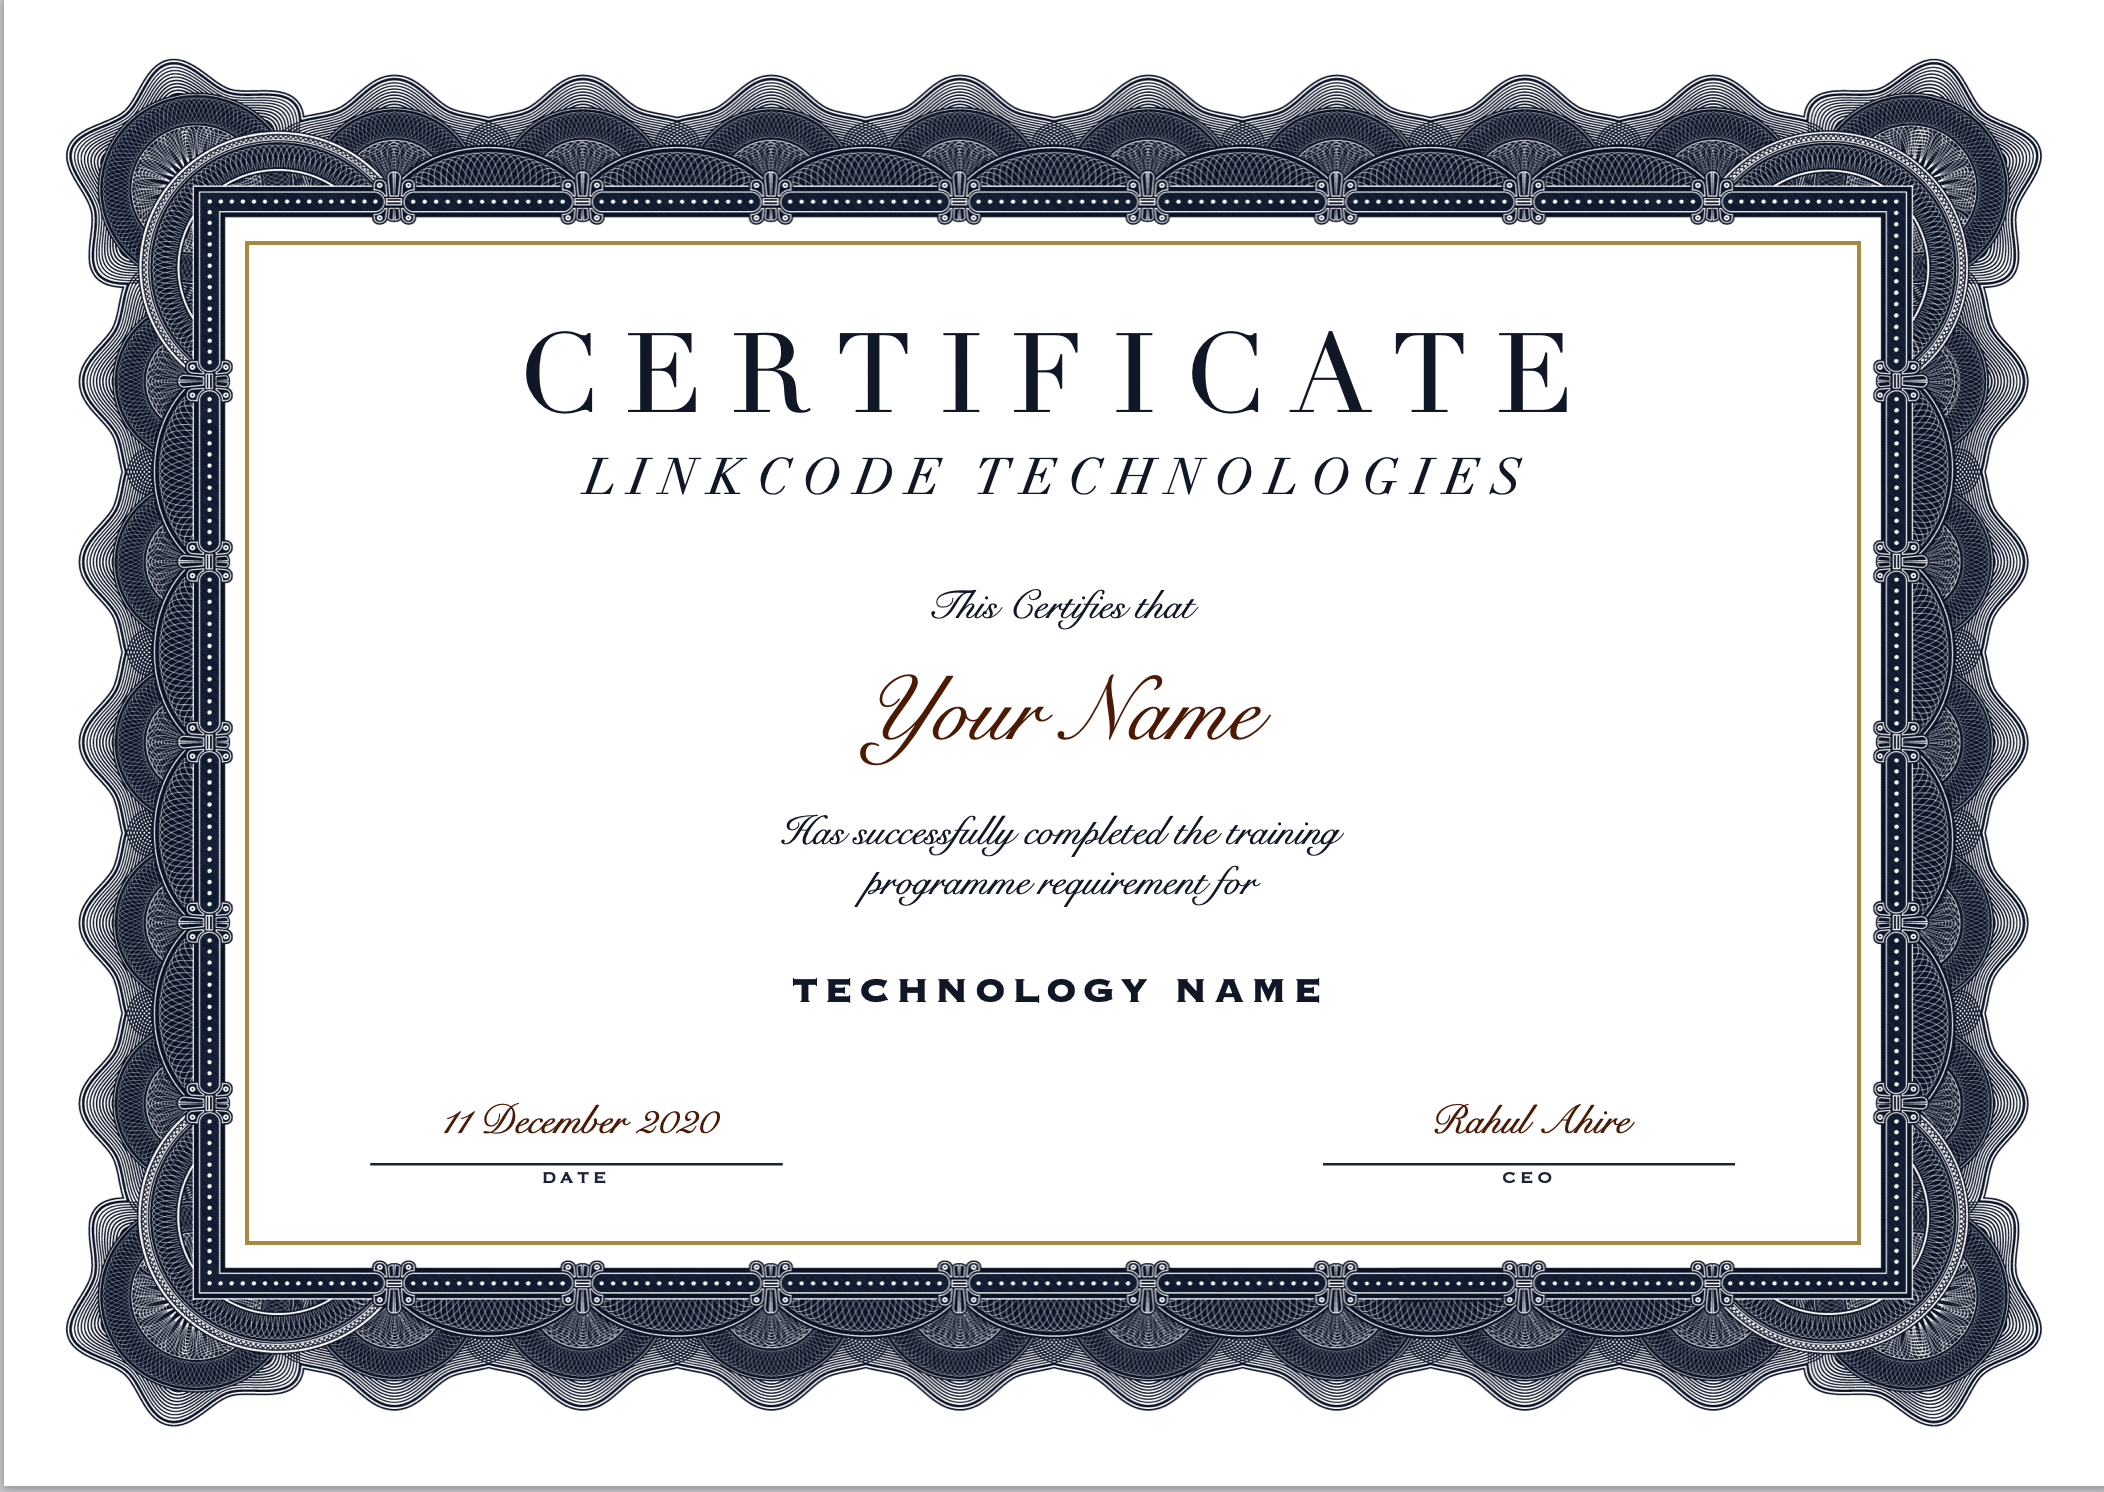 CERTIFICATE
LINKCODE TECHNOLOGIES
This Certifies that
Your Name
Has successfully completed the training
programme requirement for
TECHNOLOGY NAME
11 December 2020
Rahul Ahire
DATE
CEO